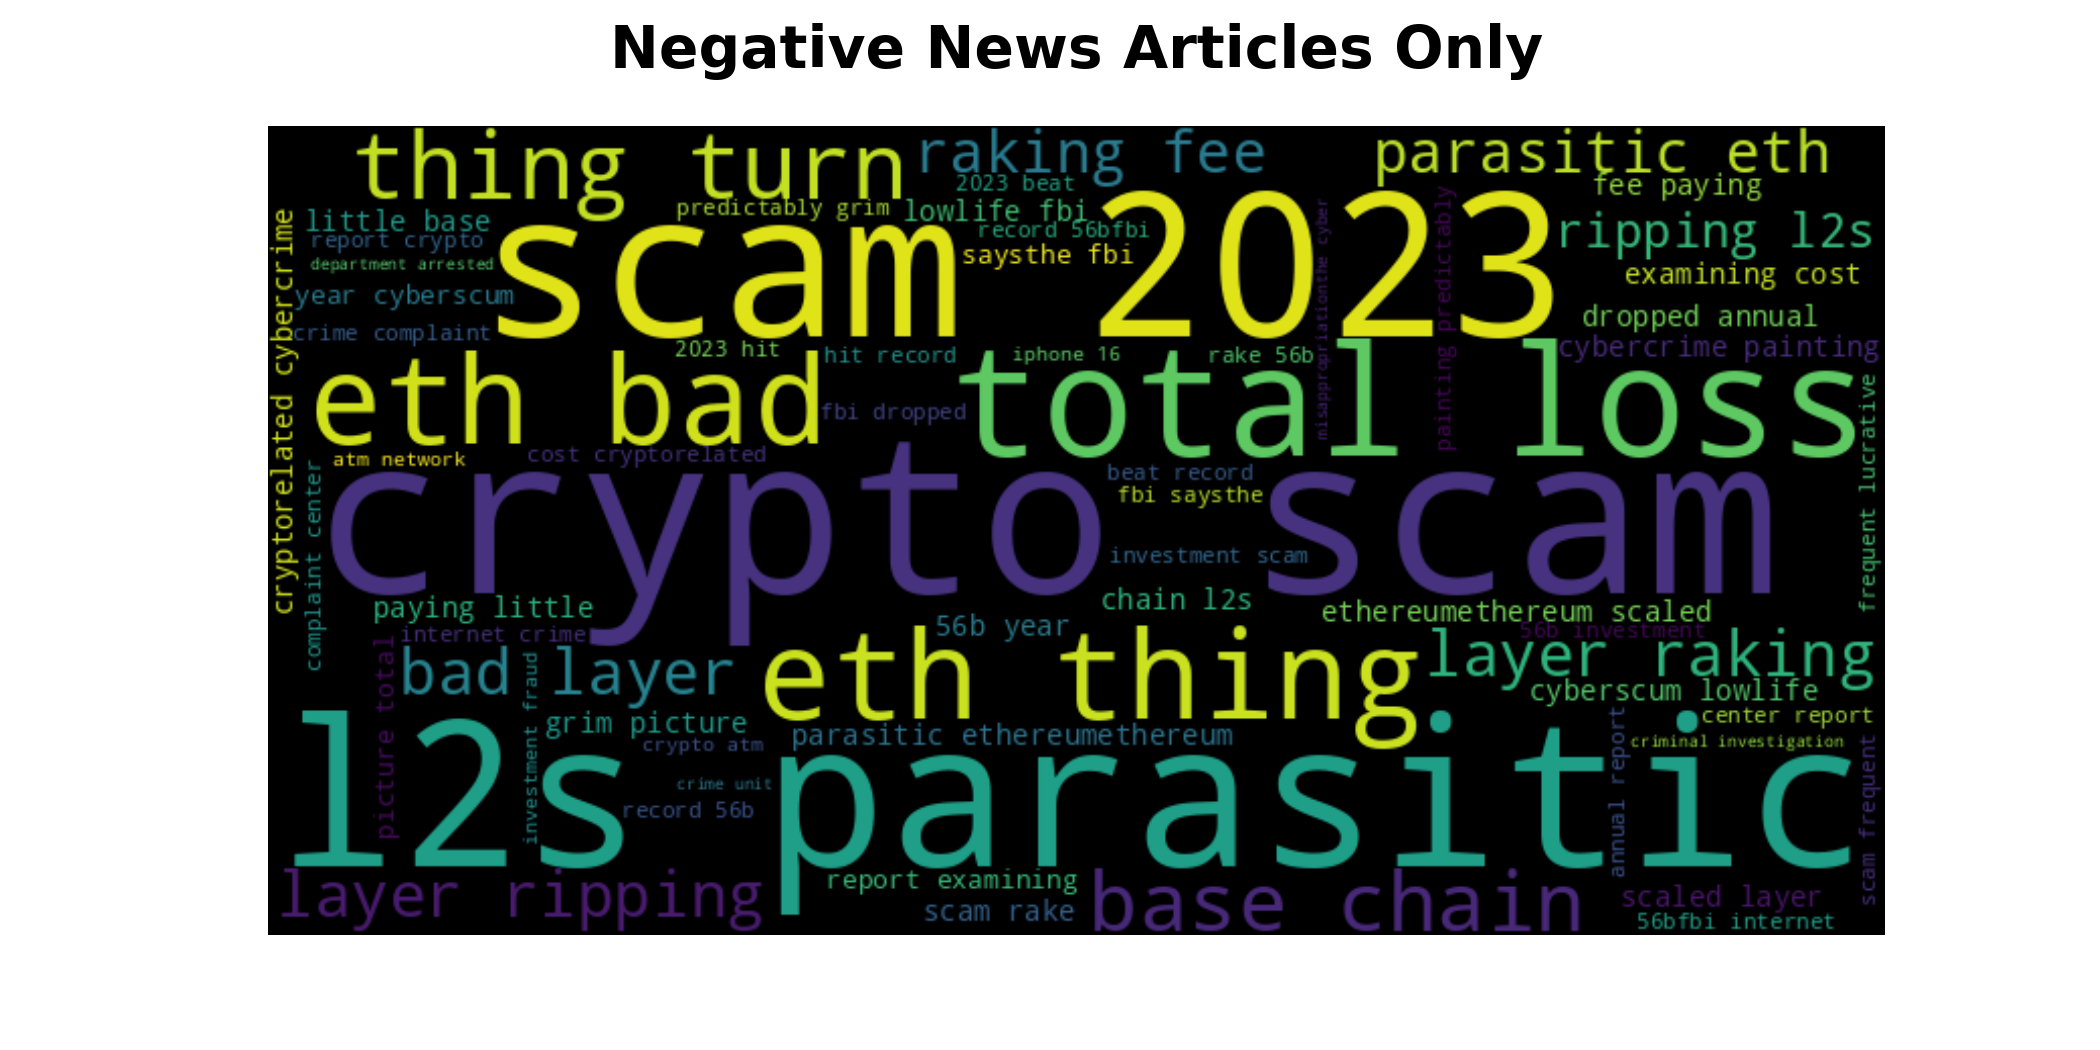 Negative News Articles Only
thing turn
raking fee
parasitic eth
2023 beat
fee paying
predictably grim
lowlife fbi
little base
record 56bfbi
ripping l2s
report crypto
scam 2023
saysthe fbi
department arrested
examining cost
year cyberscum
dropped annual
crime complaint
cryptorelated cybercrime
misappropriationthe cyber
painting predictably
2023 hit
hit record
iphone 16
rake 56b
cybercrime painting
eth bad
total loss
fbi dropped
atm network
cost cryptorelated
beat record
fbi saysthe
crypto scam
frequent lucrative
complaint center
investment scam
paying little
chain l2s
ethereumethereum scaled
internet crime
56b year
56b investment
bad layer
eth thing
layer raking
cyberscum lowlife
picture total
investment fraud
grim picture
parasitic ethereumethereum
center report
crypto atm
criminal investigation
crime unit
record 56b
l2s parasitic
annual report
scam frequent
layer ripping
report examining
base chain
scaled layer
scam rake
56bfbi internet